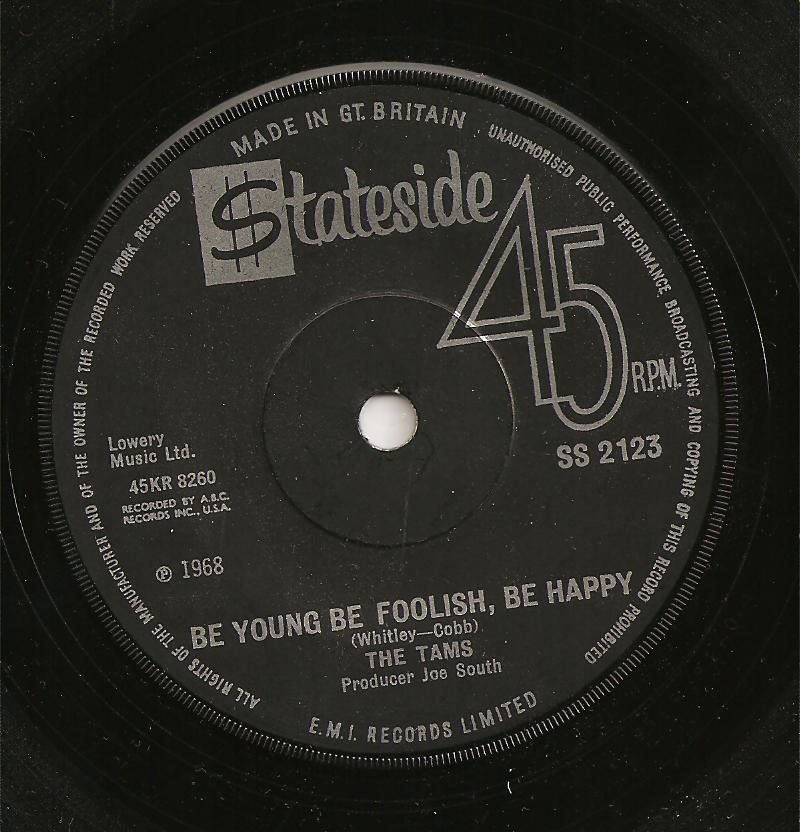 MADE IN GT. BRITAIN
UNAUTHORISED PUBLIC PERFORMANCE, BROADCASTING AND COPYING OF THIS RECORD PROHIBITED
ALL RIGHTS OF THE MANUFACTURER AND OF THE OWNER OF THE RECORDED WORK RESERVED
$tateside
45
R.P.M.
SS 2123
Lowery
Music Ltd.
45KR 8260
RECORDED BY A.B.C.
RECORDS INC., U.S.A.
℗ 1968
BE YOUNG BE FOOLISH, BE HAPPY
(Whitley—Cobb)
THE TAMS
Producer Joe South
E.M.I. RECORDS LIMITED